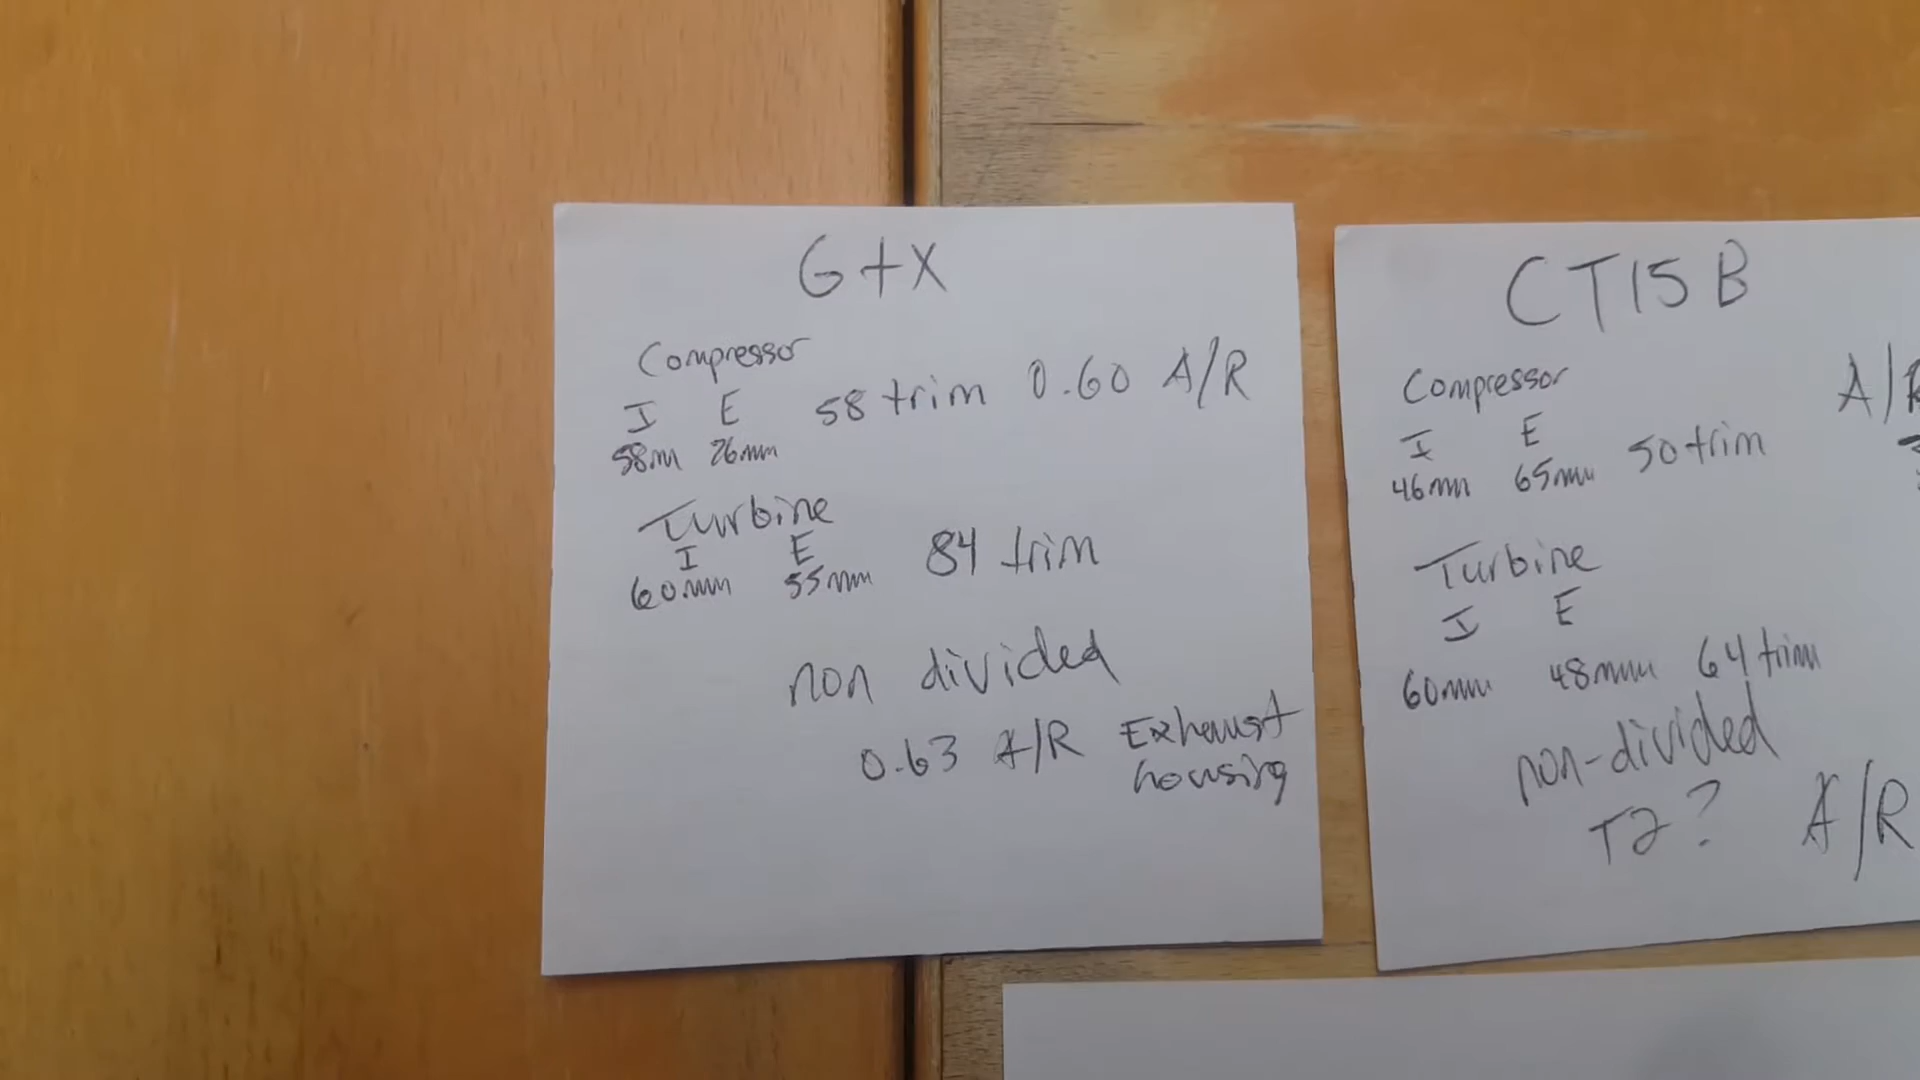 G+X
Compressor
I E 58 trim 0.60 A/R
58m 76mm
Turbine
I E 84 trim
60mm 55mm
non divided
0.63 A/R Exhaust
housing
CT15B
Compressor A/R
I E 50 trim
46mm 65mm
Turbine
I E
60mm 48mm 64 trim
non-divided
T2? A/R